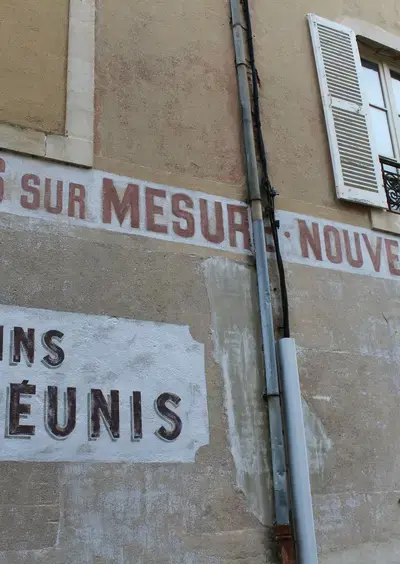 S SUR MESURE · NOUVE
INS
ÉUNIS